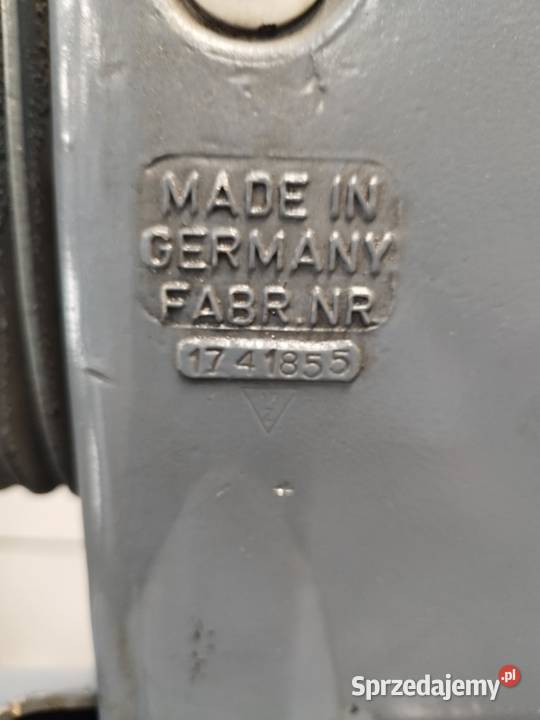 MADE IN
GERMANY
FABR.NR
1741855
Sprzedajemy.pl